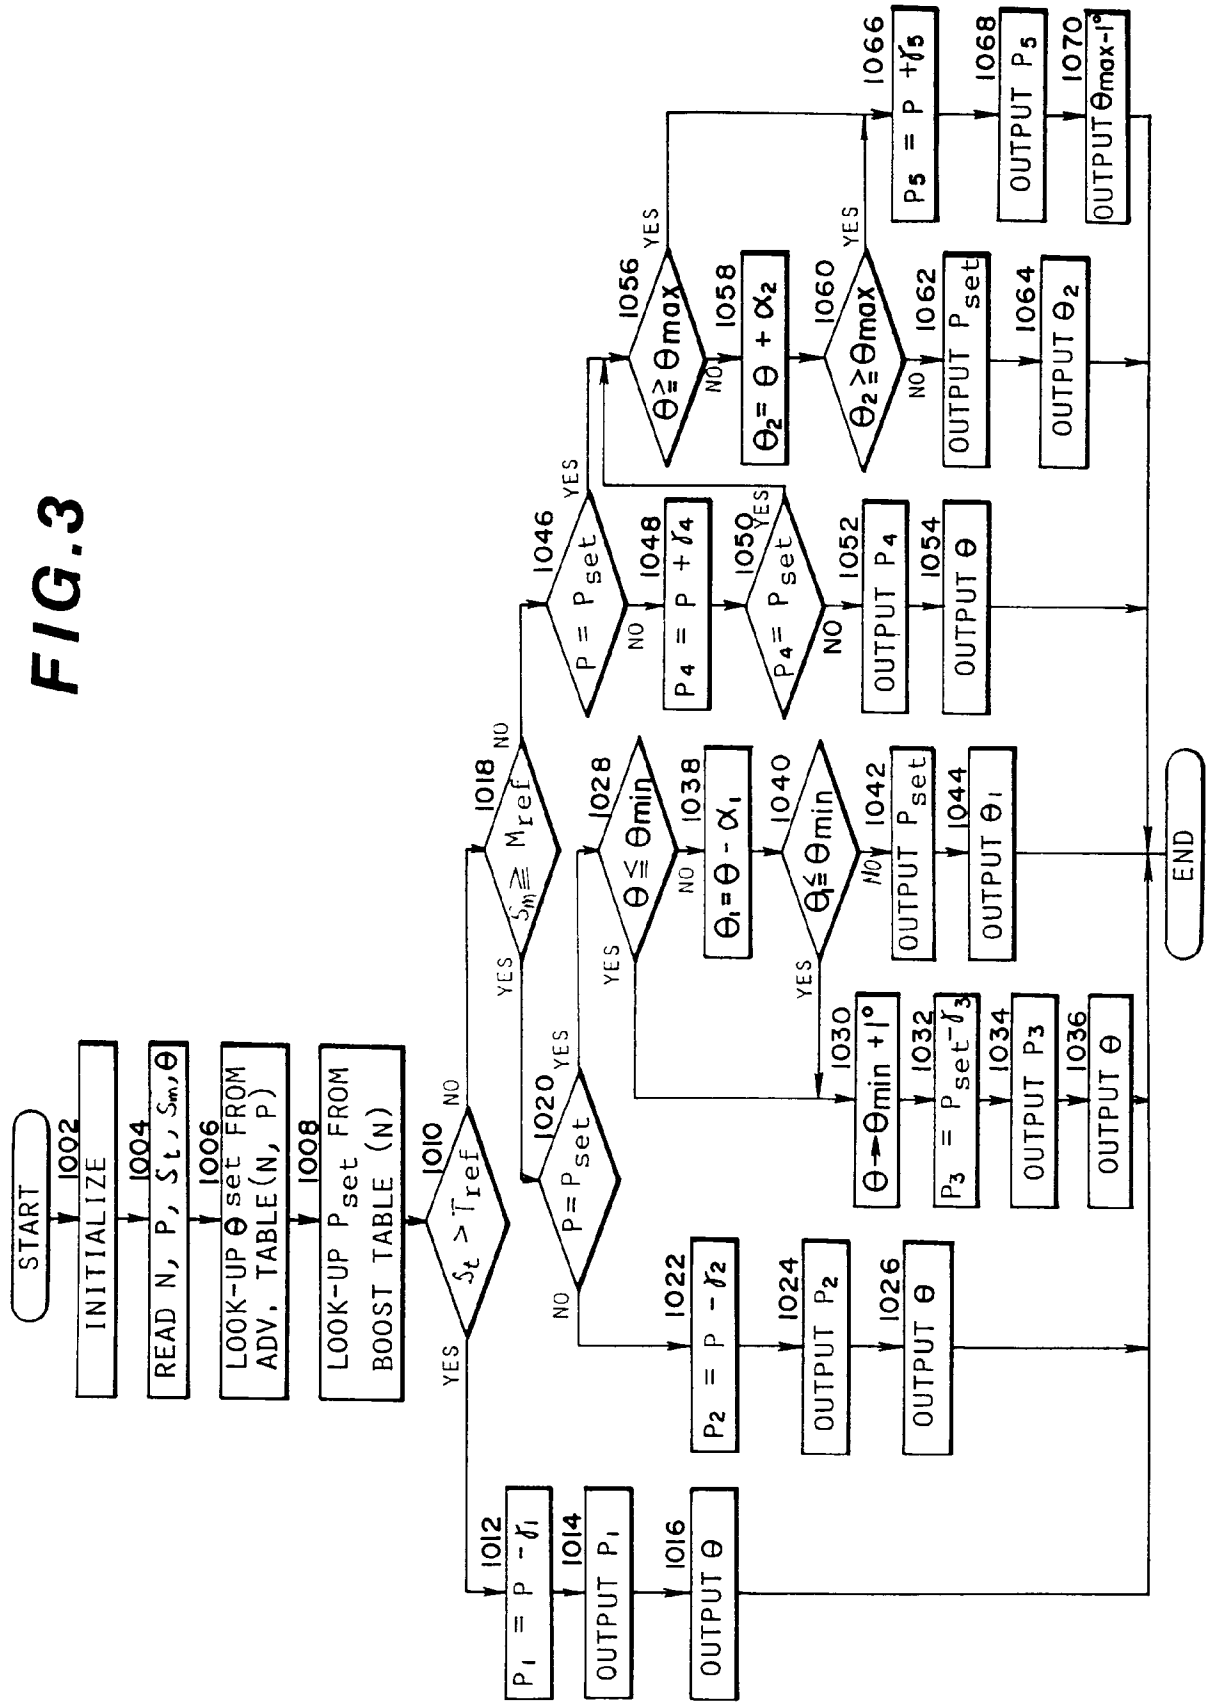 FIG.3
START
1002
INITIALIZE
1004
READ N, P, St, Sm, θ
1006
LOOK-UP θset FROM
ADV. TABLE(N, P)
1008
LOOK-UP Pset FROM
BOOST TABLE (N)
1010
St > Tref
YES
NO
1012
P1 = P - γ1
1014
OUTPUT P1
1016
OUTPUT θ
1018
Sm ≧ Mref
YES
NO
1020
P = Pset
NO
YES
1022
P2 = P - γ2
1024
OUTPUT P2
1026
OUTPUT θ
1028
θ ≦ θmin
YES
NO
1030
θ→θmin +1°
1032
P3 = Pset-γ3
1034
OUTPUT P3
1036
OUTPUT θ
1038
θ1 = θ - α1
1040
θ1 ≦ θmin
YES
NO
1042
OUTPUT Pset
1044
OUTPUT θ1
1046
P = Pset
YES
NO
1048
P4 = P + γ4
1050
P4 = Pset
YES
NO
1052
OUTPUT P4
1054
OUTPUT θ
1056
θ ≧ θmax
YES
NO
1058
θ2 = θ + α2
1060
θ2 ≧ θmax
YES
NO
1062
OUTPUT Pset
1064
OUTPUT θ2
1066
P5 = P +γ5
1068
OUTPUT P5
1070
OUTPUT θmax-1°
END